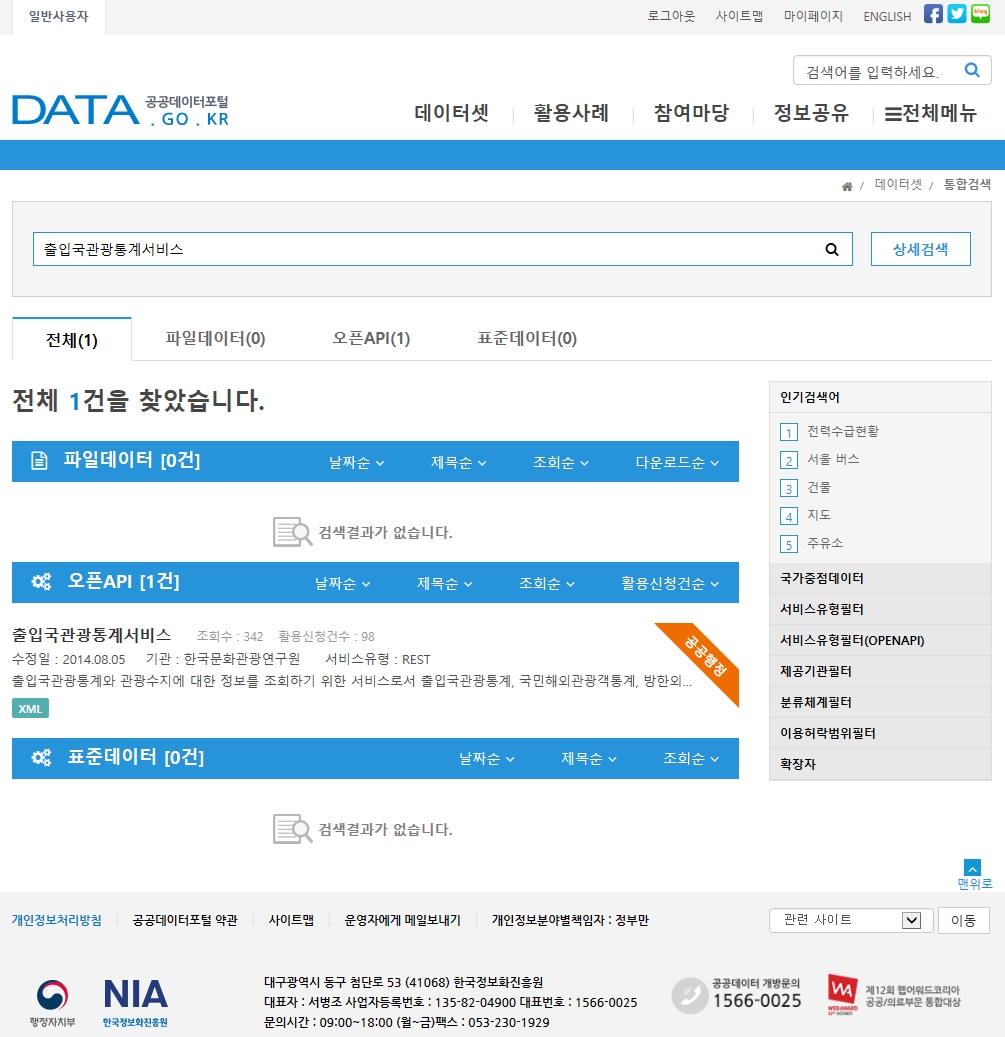 일반사용자 로그아웃 사이트맵 마이페이지 ENGLISH blog
검색어를 입력하세요.
DATA 공공데이터포털
. GO . KR
데이터셋 활용사례 참여마당 정보공유 전체메뉴
/ 데이터셋 / 통합검색
출입국관광통계서비스 상세검색
전체(1) 파일데이터(0) 오픈API(1) 표준데이터(0)
전체 1건을 찾았습니다.
파일데이터 [0건] 날짜순 제목순 조회순 다운로드순
검색결과가 없습니다.
오픈API [1건] 날짜순 제목순 조회순 활용신청건순
출입국관광통계서비스 조회수 : 342 활용신청건수 : 98
수정일 : 2014.08.05 기관 : 한국문화관광연구원 서비스유형 : REST
출입국관광통계와 관광수지에 대한 정보를 조회하기 위한 서비스로서 출입국관광통계, 국민해외관광객통계, 방한외...
XML
공공행정
표준데이터 [0건] 날짜순 제목순 조회순
검색결과가 없습니다.
인기검색어
1 전력수급현황
2 서울 버스
3 건물
4 지도
5 주유소
국가중점데이터
서비스유형필터
서비스유형필터(OPENAPI)
제공기관필터
분류체계필터
이용허락범위필터
확장자
맨위로
개인정보처리방침 공공데이터포털 약관 사이트맵 운영자에게 메일보내기 개인정보분야별책임자 : 정부만 관련 사이트 이동
행정자치부
NIA
한국정보화진흥원
대구광역시 동구 첨단로 53 (41068) 한국정보화진흥원
대표자 : 서병조 사업자등록번호 : 135-82-04900 대표번호 : 1566-0025
문의시간 : 09:00~18:00 (월~금)팩스 : 053-230-1929
공공데이터 개방문의
1566-0025
WA
WEB AWARD
제12회 웹어워드코리아
공공/의료부문 통합대상